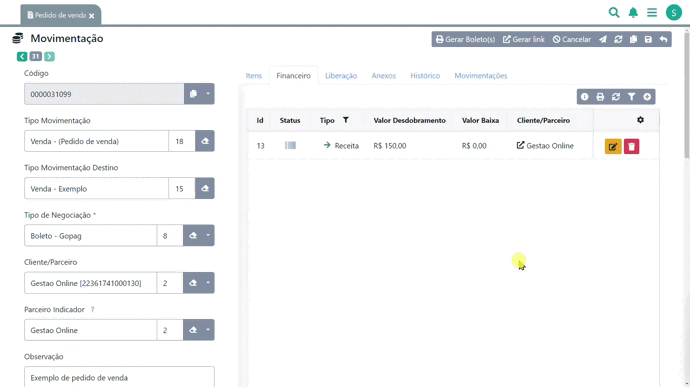 Pedido de venda
S
Movimentação
Gerar Boleto(s) Gerar link Cancelar
31
Código
0000031099
Tipo Movimentação
Venda - (Pedido de venda) 18
Tipo Movimentação Destino
Venda - Exemplo 15
Tipo de Negociação *
Boleto - Gopag 8
Cliente/Parceiro
Gestao Online [22361741000130] 2
Parceiro Indicador ?
Gestao Online 2
Observação
Exemplo de pedido de venda
Itens Financeiro Liberação Anexos Histórico Movimentações
Id Status Tipo Valor Desdobramento Valor Baixa Cliente/Parceiro
13 Receita R$ 150,00 R$ 0,00 Gestao Online